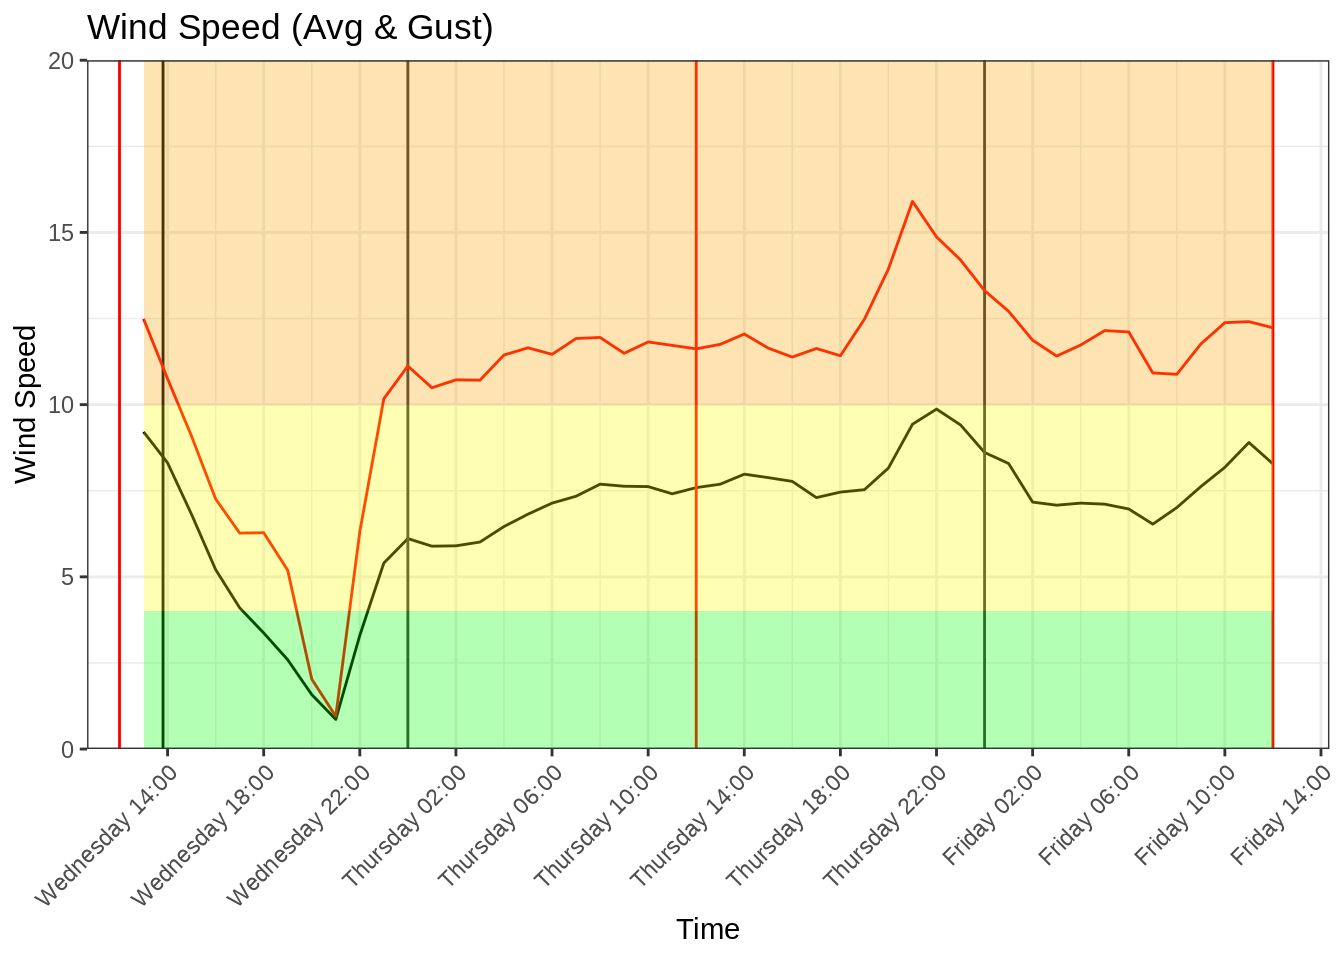 Wind Speed (Avg & Gust)
20
15
10
5
0
Wind Speed
Wednesday 14:00
Wednesday 18:00
Wednesday 22:00
Thursday 02:00
Thursday 06:00
Thursday 10:00
Thursday 14:00
Thursday 18:00
Thursday 22:00
Friday 02:00
Friday 06:00
Friday 10:00
Friday 14:00
Time